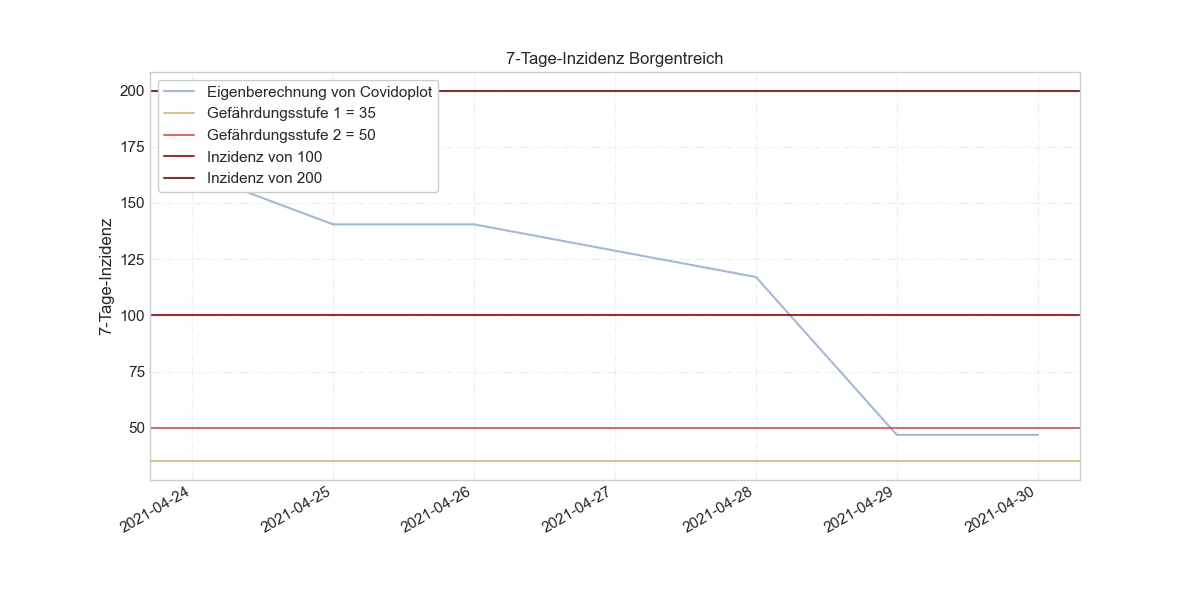 7-Tage-Inzidenz Borgentreich
Eigenberechnung von Covidoplot
Gefährdungsstufe 1 = 35
Gefährdungsstufe 2 = 50
Inzidenz von 100
Inzidenz von 200
7-Tage-Inzidenz
200
175
150
125
100
75
50
2021-04-24
2021-04-25
2021-04-26
2021-04-27
2021-04-28
2021-04-29
2021-04-30